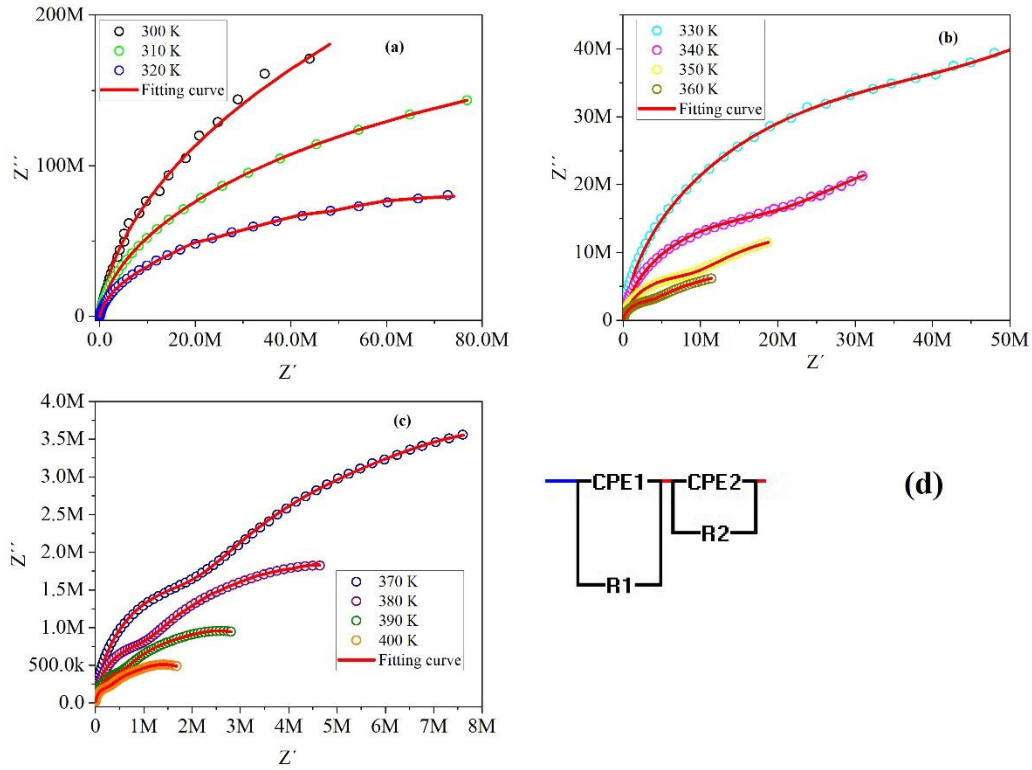 (a)
300 K
310 K
320 K
Fitting curve
200M
100M
0
Z´´
0.0
20.0M
40.0M
60.0M
80.0M
Z´
(b)
330 K
340 K
350 K
360 K
Fitting curve
40M
30M
20M
10M
0
Z´´
0
10M
20M
30M
40M
50M
Z´
(c)
4.0M
3.5M
3.0M
2.5M
2.0M
1.5M
1.0M
500.0k
0.0
Z´´
370 K
380 K
390 K
400 K
Fitting curve
0
1M
2M
3M
4M
5M
6M
7M
8M
Z´
(d)
CPE1
CPE2
R2
R1